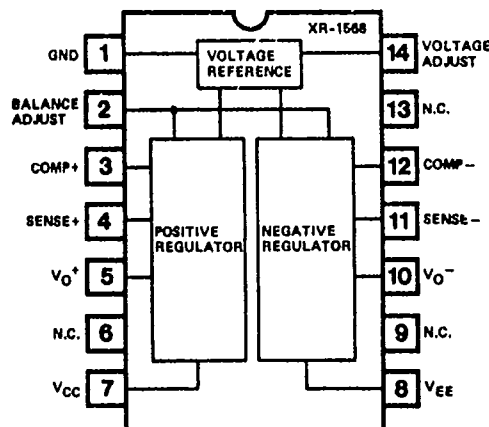 XR-1568
GND
1
VOLTAGE
REFERENCE
14
VOLTAGE
ADJUST
BALANCE
ADJUST
2
13
N.C.
COMP+
3
12
COMP−
SENSE+
4
11
SENSE−
POSITIVE
REGULATOR
NEGATIVE
REGULATOR
VO+
5
10
VO−
N.C.
6
9
N.C.
VCC
7
8
VEE